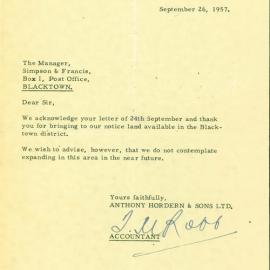 September 26, 1957.
The Manager,
Simpson & Francis,
Box 1, Post Office,
BLACKTOWN.
Dear Sir,
We acknowledge your letter of 24th September and thank
you for bringing to our notice land available in the Black-
town district.
We wish to advise, however, that we do not contemplate
expanding in this area in the near future.
Yours faithfully,
ANTHONY HORDERN & SONS LTD.
J. M Robb
ACCOUNTANT